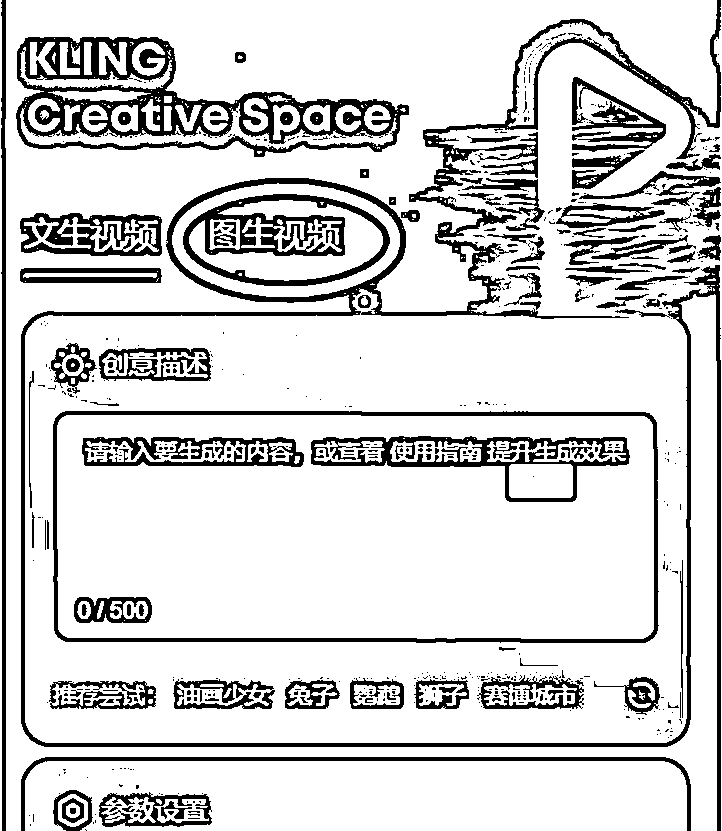 KLING
Creative Space
文生视频 图生视频
创意描述
请输入要生成的内容，或查看 使用指南 提升生成效果
0 / 500
推荐尝试： 油画少女 兔子 鹦鹉 狮子 赛博城市
参数设置